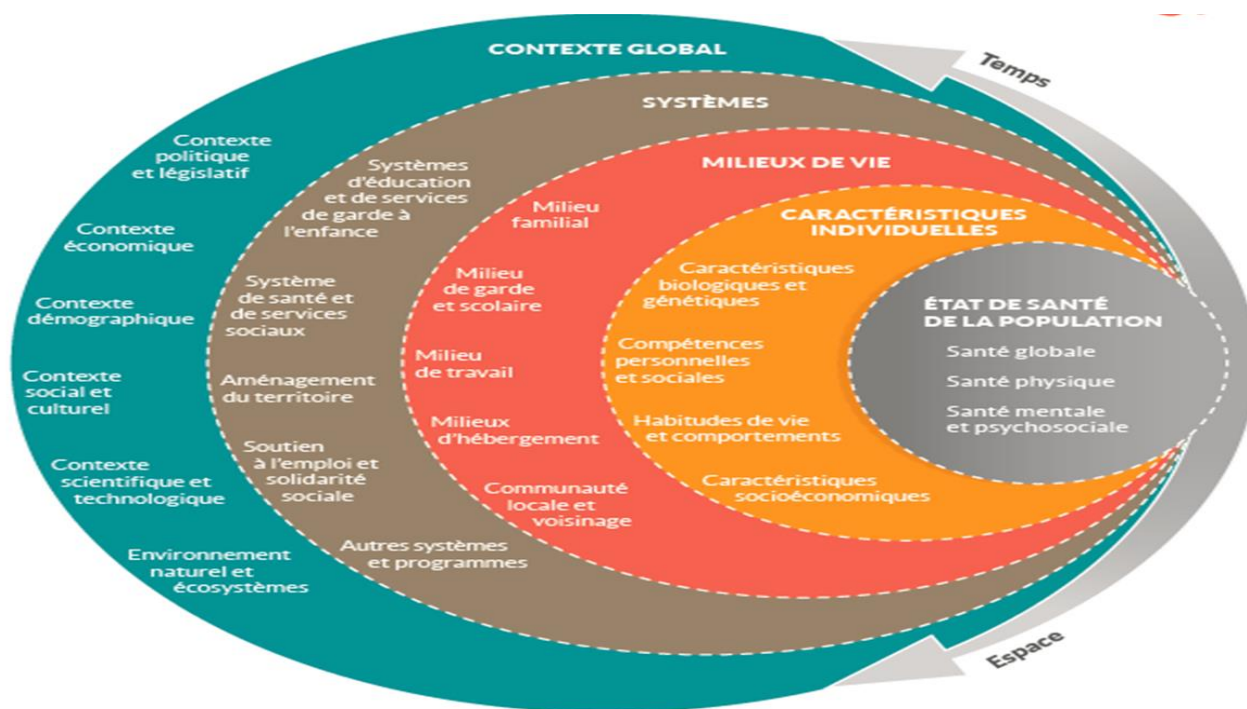 CONTEXTE GLOBAL
Contexte
politique
et législatif
Contexte
économique
Contexte
démographique
Contexte
social et
culturel
Contexte
scientifique et
technologique
Environnement
naturel et
écosystèmes
SYSTÈMES
Systèmes
d'éducation
et de services
de garde à
l'enfance
Système
de santé et
de services
sociaux
Aménagement
du territoire
Soutien
à l'emploi et
solidarité
sociale
Autres systèmes
et programmes
MILIEUX DE VIE
Milieu
familial
Milieu
de garde
et scolaire
Milieu
de travail
Milieux
d'hébergement
Communauté
locale et
voisinage
CARACTÉRISTIQUES
INDIVIDUELLES
Caractéristiques
biologiques et
génétiques
Compétences
personnelles
et sociales
Habitudes de vie
et comportements
Caractéristiques
socioéconomiques
ÉTAT DE SANTÉ
DE LA POPULATION
Santé globale
Santé physique
Santé mentale
et psychosociale
Temps
Espace